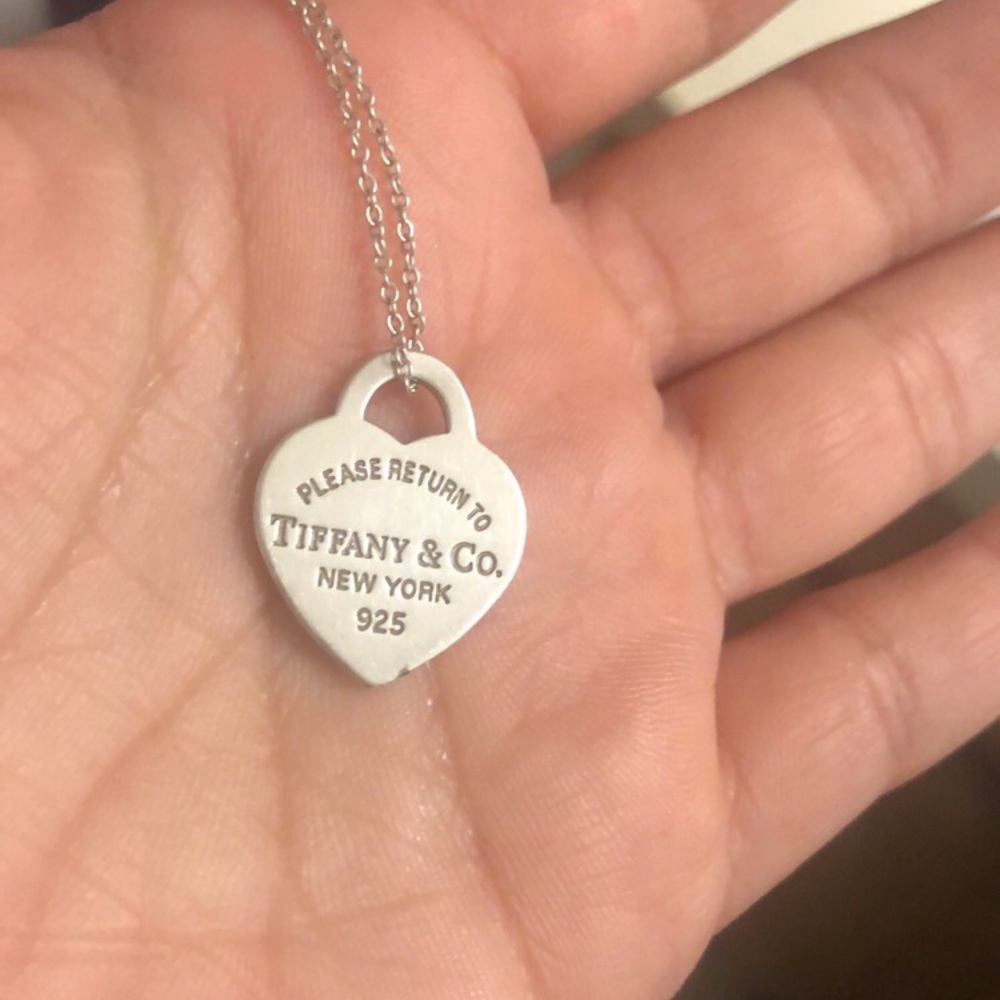 PLEASE RETURN TO
TIFFANY & CO.
NEW YORK
925